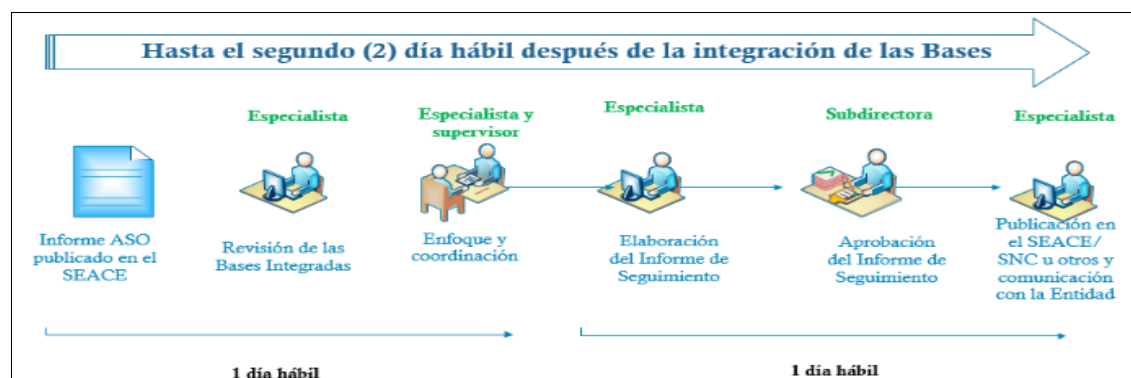 Hasta el segundo (2) día hábil después de la integración de las Bases
Especialista
Especialista y
supervisor
Especialista
Subdirectora
Especialista
Informe ASO
publicado en el
SEACE
Revisión de las
Bases Integradas
Enfoque y
coordinación
Elaboración
del Informe de
Seguimiento
Aprobación
del Informe de
Seguimiento
Publicación en
el SEACE/
SNC u otros y
comunicación
con la Entidad
1 día hábil
1 día hábil